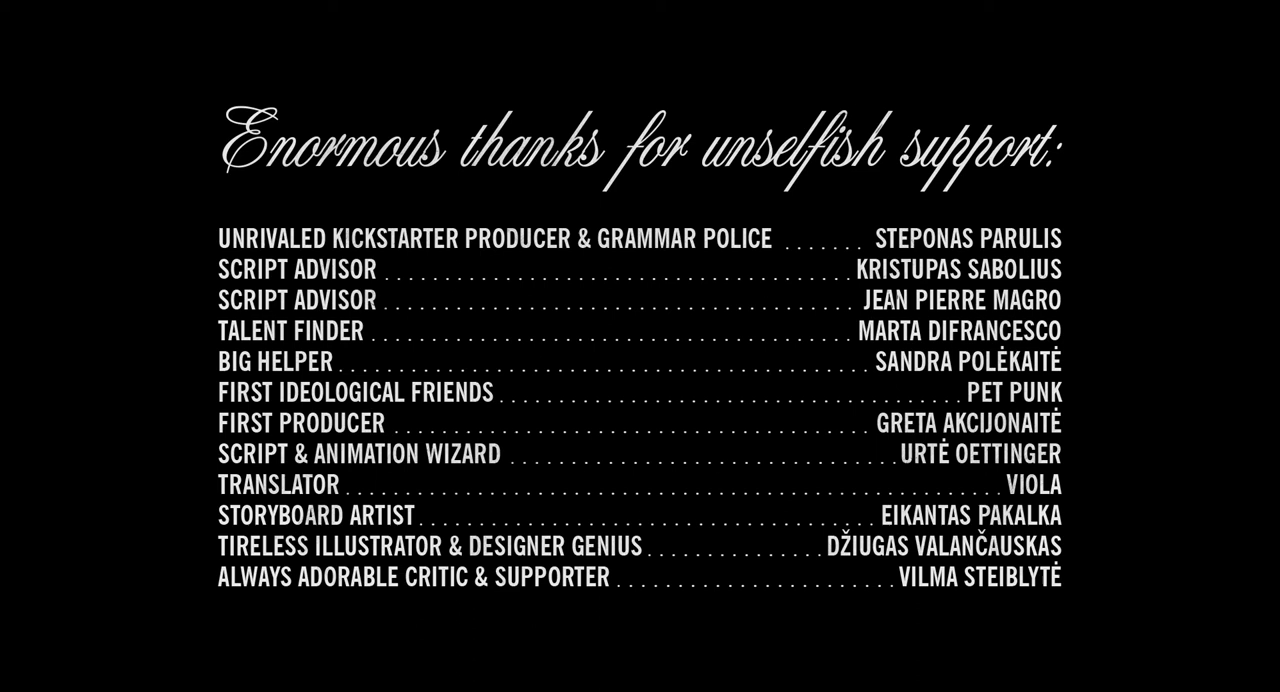 Enormous thanks for unselfish support:
UNRIVALED KICKSTARTER PRODUCER & GRAMMAR POLICE ....... STEPONAS PARULIS
SCRIPT ADVISOR ....................................... KRISTUPAS SABOLIUS
SCRIPT ADVISOR ....................................... JEAN PIERRE MAGRO
TALENT FINDER ........................................ MARTA DIFRANCESCO
BIG HELPER ............................................ SANDRA POLĖKAITĖ
FIRST IDEOLOGICAL FRIENDS ....................................... PET PUNK
FIRST PRODUCER ........................................ GRETA AKCIJONAITĖ
SCRIPT & ANIMATION WIZARD ................................. URTĖ OETTINGER
TRANSLATOR ....................................................... VIOLA
STORYBOARD ARTIST ...................................... EIKANTAS PAKALKA
TIRELESS ILLUSTRATOR & DESIGNER GENIUS ............... DŽIUGAS VALANČAUSKAS
ALWAYS ADORABLE CRITIC & SUPPORTER ........................ VILMA STEIBLYTĖ